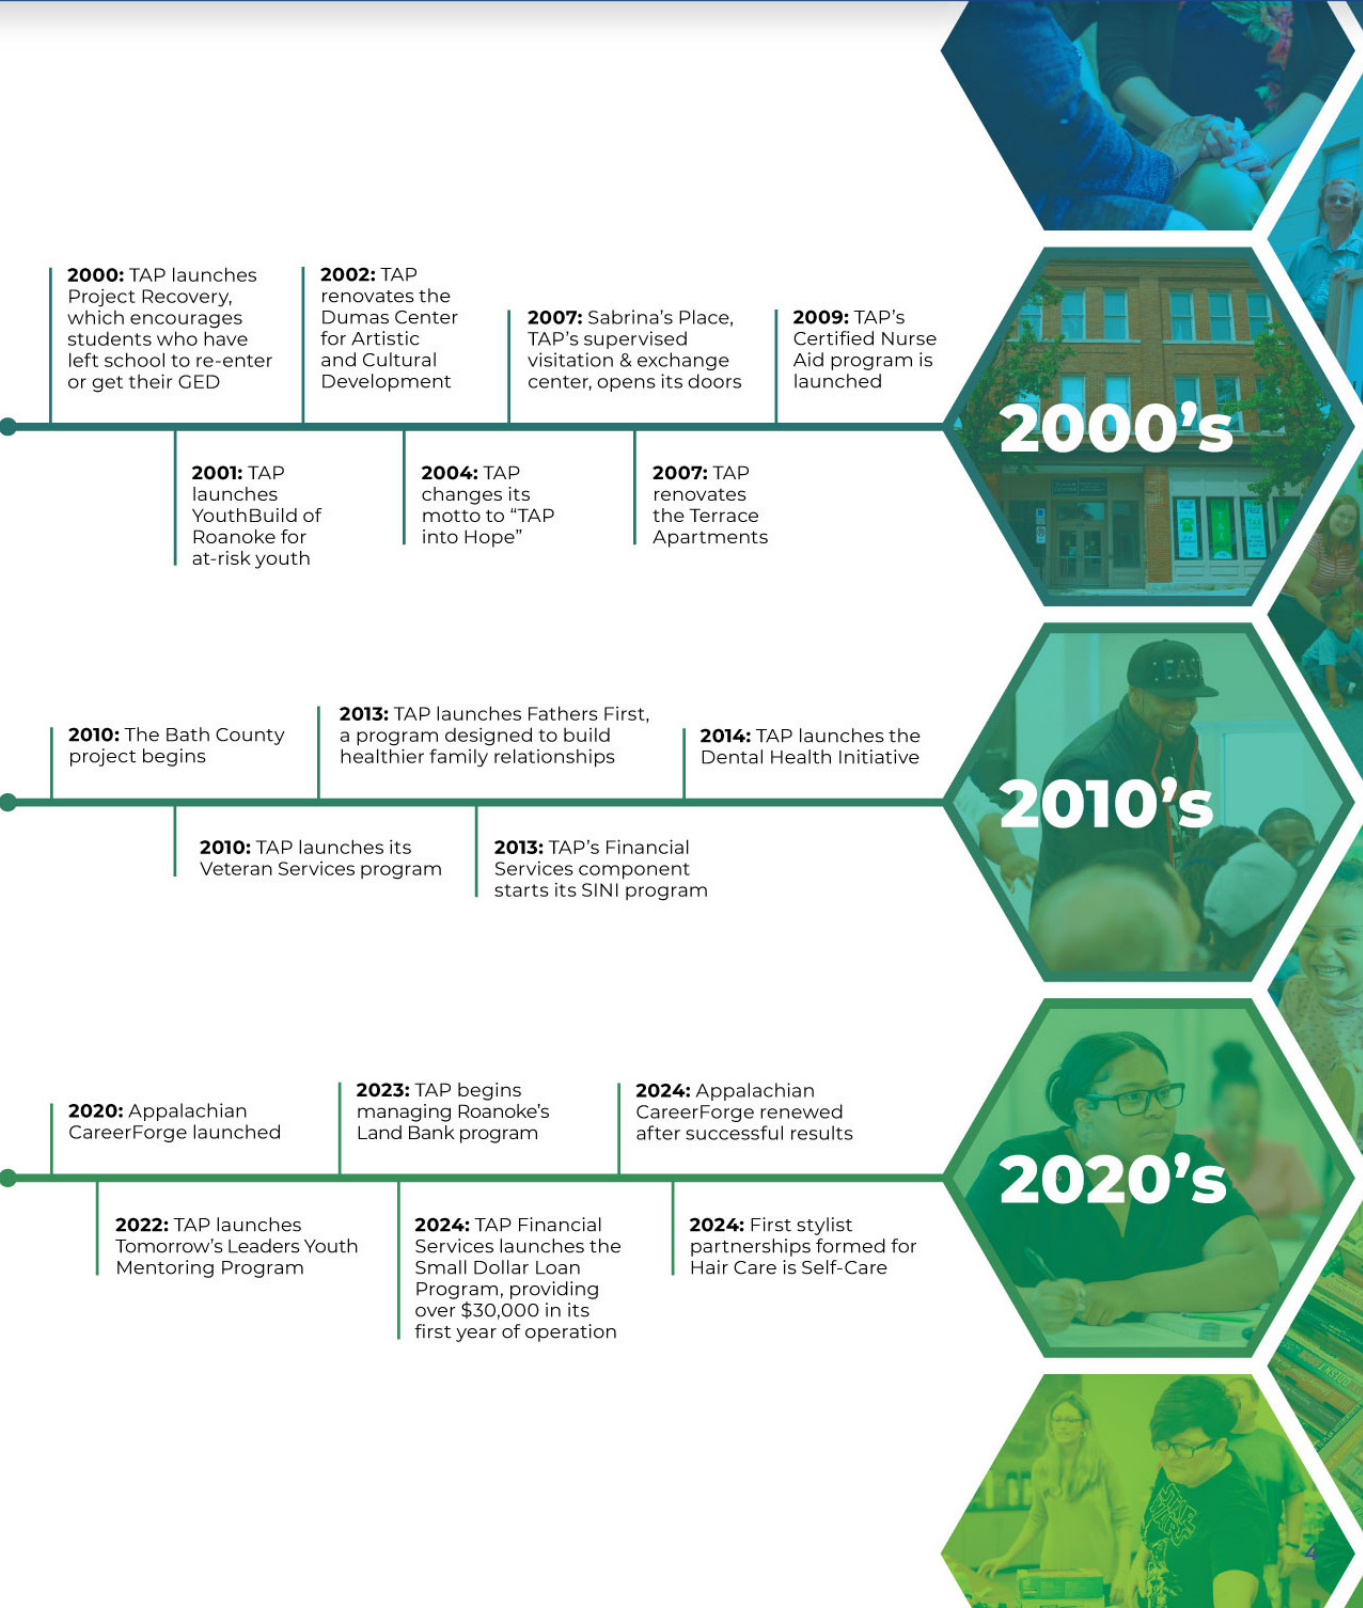 2000: TAP launches
Project Recovery,
which encourages
students who have
left school to re-enter
or get their GED
2002: TAP
renovates the
Dumas Center
for Artistic
and Cultural
Development
2007: Sabrina’s Place,
TAP’s supervised
visitation & exchange
center, opens its doors
2009: TAP’s
Certified Nurse
Aid program is
launched
2000’s
2001: TAP
launches
YouthBuild of
Roanoke for
at-risk youth
2004: TAP
changes its
motto to “TAP
into Hope”
2007: TAP
renovates
the Terrace
Apartments
2010: The Bath County
project begins
2013: TAP launches Fathers First,
a program designed to build
healthier family relationships
2014: TAP launches the
Dental Health Initiative
2010’s
2010: TAP launches its
Veteran Services program
2013: TAP’s Financial
Services component
starts its SINI program
2020: Appalachian
CareerForge launched
2023: TAP begins
managing Roanoke’s
Land Bank program
2024: Appalachian
CareerForge renewed
after successful results
2020’s
2022: TAP launches
Tomorrow’s Leaders Youth
Mentoring Program
2024: TAP Financial
Services launches the
Small Dollar Loan
Program, providing
over $30,000 in its
first year of operation
2024: First stylist
partnerships formed for
Hair Care is Self-Care
STAR
WARS
4